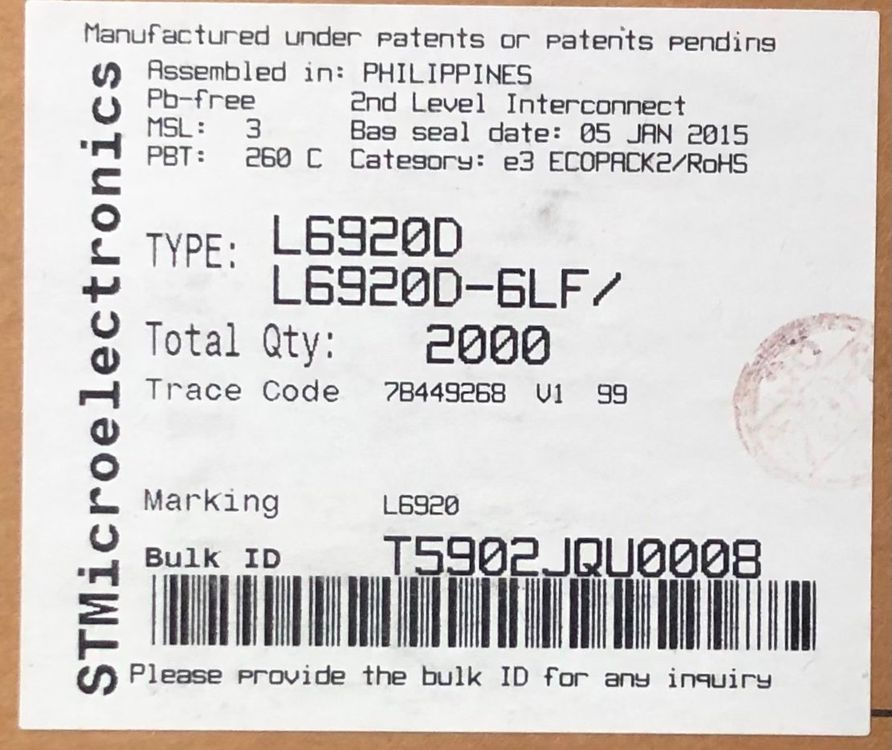 Manufactured under patents or patents pending
STMicroelectronics
Assembled in: PHILIPPINES
Pb-free 2nd Level Interconnect
MSL: 3 Bag seal date: 05 JAN 2015
PBT: 260 C Category: e3 ECOPACK2/RoHS
TYPE: L6920D
L6920D-6LF/
Total Qty: 2000
Trace Code 7B449268 V1 99
Marking L6920
Bulk ID T5902JQU0008
Please provide the bulk ID for any inquiry